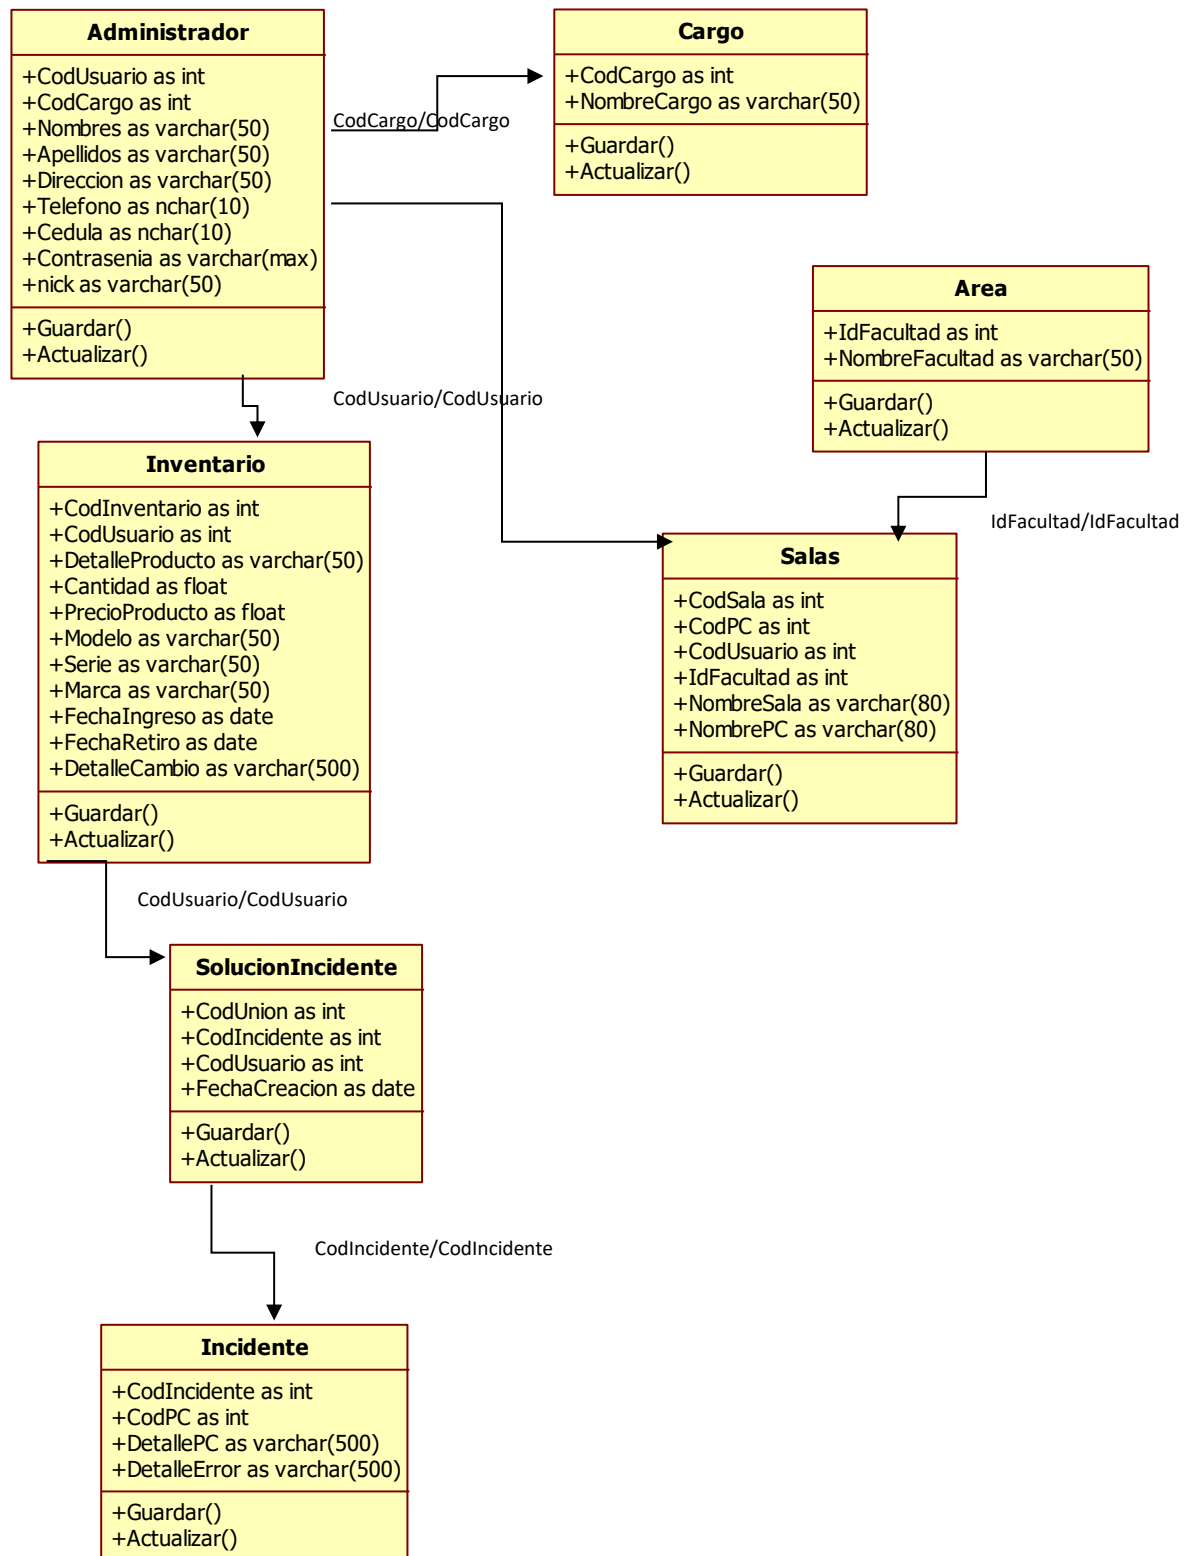 Administrador
+CodUsuario as int
+CodCargo as int
+Nombres as varchar(50)
+Apellidos as varchar(50)
+Direccion as varchar(50)
+Telefono as nchar(10)
+Cedula as nchar(10)
+Contrasenia as varchar(max)
+nick as varchar(50)
+Guardar()
+Actualizar()
CodCargo/CodCargo
Cargo
+CodCargo as int
+NombreCargo as varchar(50)
+Guardar()
+Actualizar()
Area
+IdFacultad as int
+NombreFacultad as varchar(50)
+Guardar()
+Actualizar()
CodUsuario/CodUsuario
IdFacultad/IdFacultad
Inventario
+CodInventario as int
+CodUsuario as int
+DetalleProducto as varchar(50)
+Cantidad as float
+PrecioProducto as float
+Modelo as varchar(50)
+Serie as varchar(50)
+Marca as varchar(50)
+FechaIngreso as date
+FechaRetiro as date
+DetalleCambio as varchar(500)
+Guardar()
+Actualizar()
Salas
+CodSala as int
+CodPC as int
+CodUsuario as int
+IdFacultad as int
+NombreSala as varchar(80)
+NombrePC as varchar(80)
+Guardar()
+Actualizar()
CodUsuario/CodUsuario
SolucionIncidente
+CodUnion as int
+CodIncidente as int
+CodUsuario as int
+FechaCreacion as date
+Guardar()
+Actualizar()
CodIncidente/CodIncidente
Incidente
+CodIncidente as int
+CodPC as int
+DetallePC as varchar(500)
+DetalleError as varchar(500)
+Guardar()
+Actualizar()